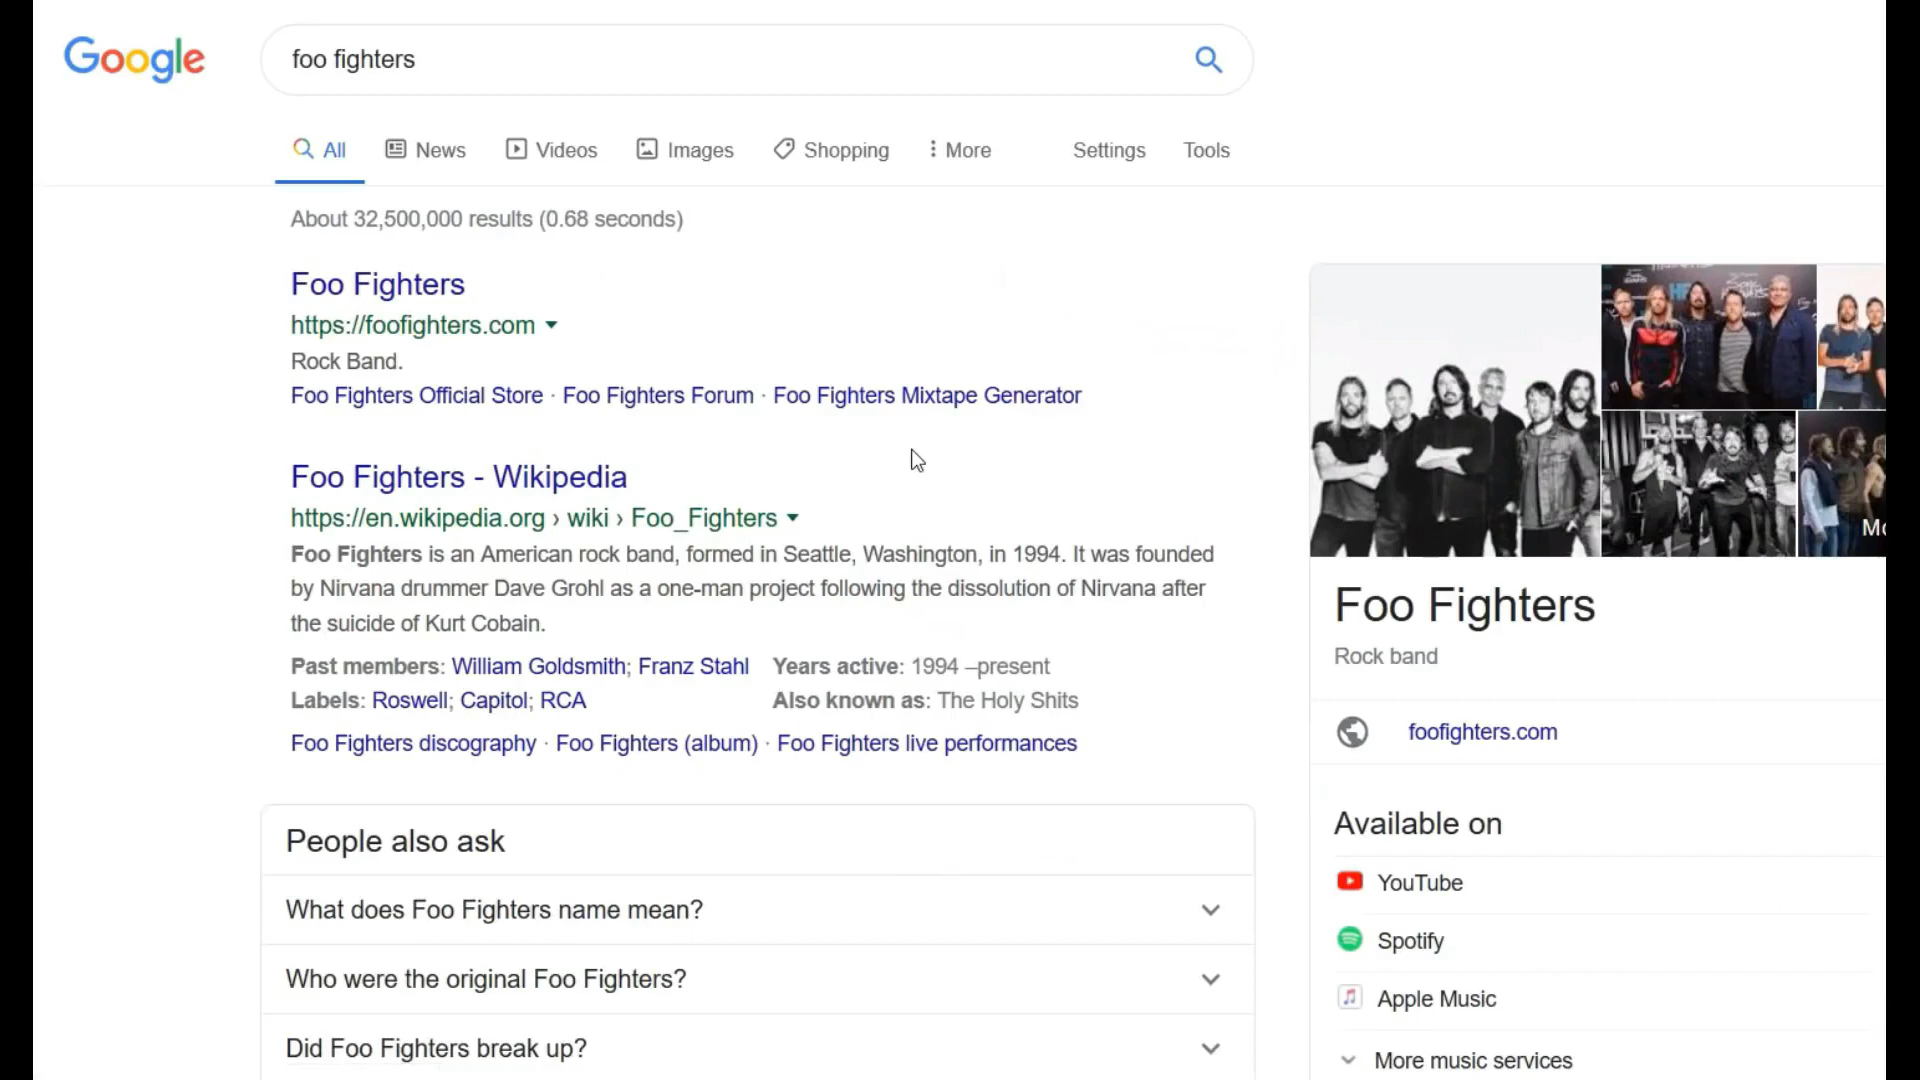 Google
foo fighters
All News Videos Images Shopping More Settings Tools
About 32,500,000 results (0.68 seconds)
Foo Fighters
https://foofighters.com
Rock Band.
Foo Fighters Official Store · Foo Fighters Forum · Foo Fighters Mixtape Generator
Foo Fighters - Wikipedia
https://en.wikipedia.org › wiki › Foo_Fighters
Foo Fighters is an American rock band, formed in Seattle, Washington, in 1994. It was founded
by Nirvana drummer Dave Grohl as a one-man project following the dissolution of Nirvana after
the suicide of Kurt Cobain.
Past members: William Goldsmith; Franz Stahl Years active: 1994 –present
Labels: Roswell; Capitol; RCA Also known as: The Holy Shits
Foo Fighters discography · Foo Fighters (album) · Foo Fighters live performances
People also ask
What does Foo Fighters name mean?
Who were the original Foo Fighters?
Did Foo Fighters break up?
Foo Fighters
Rock band
foofighters.com
Available on
YouTube
Spotify
Apple Music
More music services